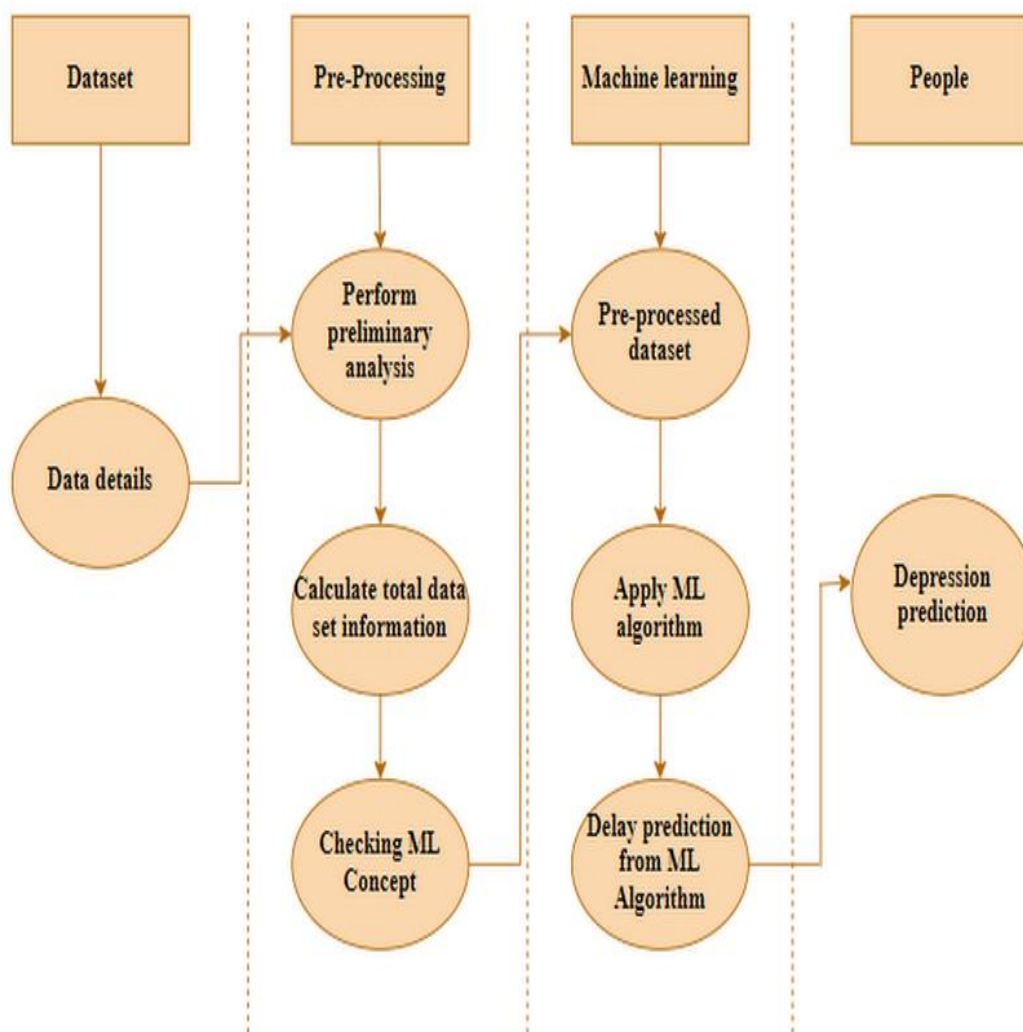 Dataset
Pre-Processing
Machine learning
People
Data details
Perform
preliminary
analysis
Calculate total data
set information
Checking ML
Concept
Pre-processed
dataset
Apply ML
algorithm
Delay prediction
from ML
Algorithm
Depression
prediction